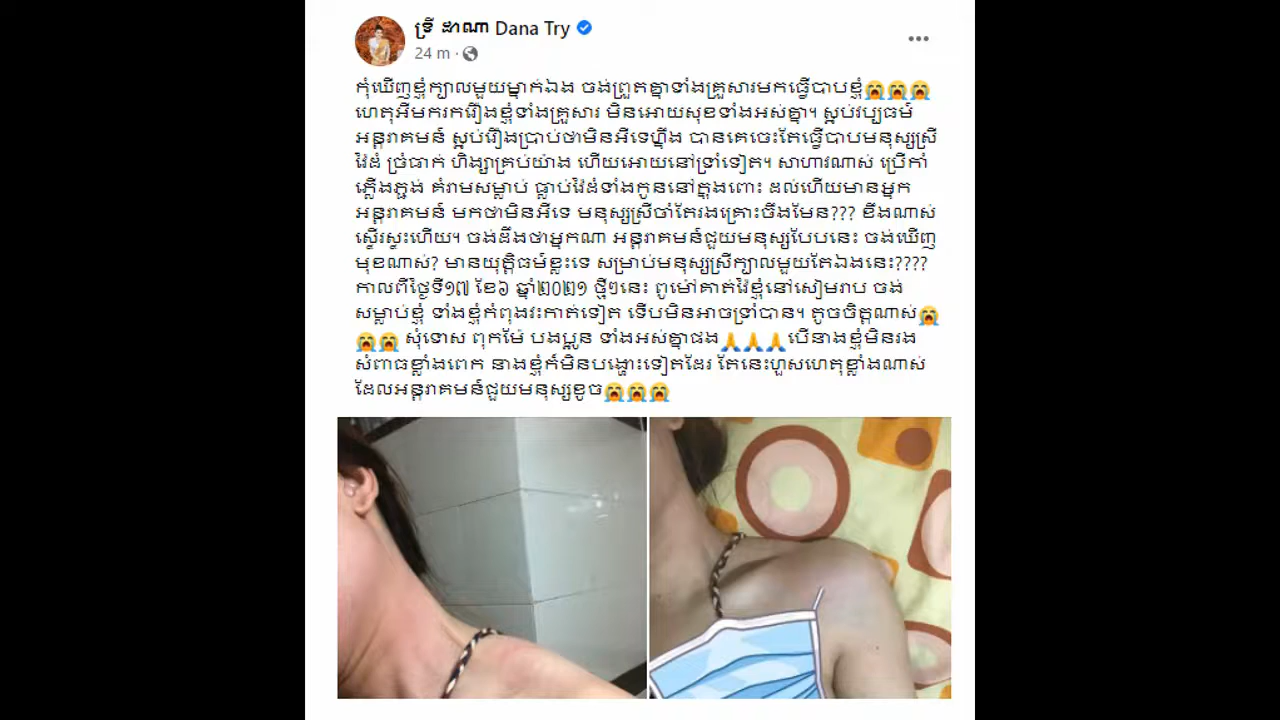 ទ្រី ដាណា Dana Try
24 m ·
កុំឃើញខ្ញុំក្បាលមួយម្នាក់ឯង ចង់ព្រួតគ្នាទាំងគ្រួសារមកធ្វើបាបខ្ញុំ😭😭😭
ហេតុអីមករករឿងខ្ញុំទាំងគ្រួសារ មិនអោយសុខទាំងអស់គ្នា។ ស្អប់វប្បធម៌
អន្តរាគមន៍ ស្អប់រឿងប្រាប់ថាមិនអីទេហ្នឹង បានគេចេះតែធ្វើបាបមនុស្សស្រី
វ៉ៃដំ ច្រំធាក់ ហិង្សាគ្រប់យ៉ាង ហើយអោយនៅទ្រាំទៀត។ សាហាវណាស់ ប្រើកាំ
ភ្លើងភ្ជង់ គំរាមសម្លាប់ ធ្លាប់វ៉ៃដំទាំងកូននៅក្នុងពោះ ដល់ហើយមានអ្នក
អន្តរាគមន៍ មកថាមិនអីទេ មនុស្សស្រីចាំតែរងគ្រោះចឹងមែន??? ខឹងណាស់
ស្ទើរស្ទះហើយ។ ចង់ដឹងថាអ្នកណា អន្តរាគមន៍ជួយមនុស្សបែបនេះ ចង់ឃើញ
មុខណាស់? មានយុត្តិធម៌ខ្លះទេ សម្រាប់មនុស្សស្រីក្បាលមួយតែឯងនេះ????
កាលពីថ្ងៃទី១៧ ខែ៦ ឆ្នាំ២០២១ ថ្មីៗនេះ ពូម៉ៅគាត់វ៉ៃខ្ញុំនៅសៀមរាប ចង់
សម្លាប់ខ្ញុំ ទាំងខ្ញុំកំពុងវះកាត់ទៀត ទើបមិនអាចទ្រាំបាន។ តូចចិត្តណាស់😭
😭😭 សុំទោស ពុកម៉ែ បងប្អូន ទាំងអស់គ្នាផង🙏🙏🙏បើនាងខ្ញុំមិនរង
សំពាធខ្លាំងពេក នាងខ្ញុំក៏មិនបង្ហោះទៀតដែរ តែនេះហួសហេតុខ្លាំងណាស់
ដែលអន្តរាគមន៍ជួយមនុស្សខូច😭😭😭